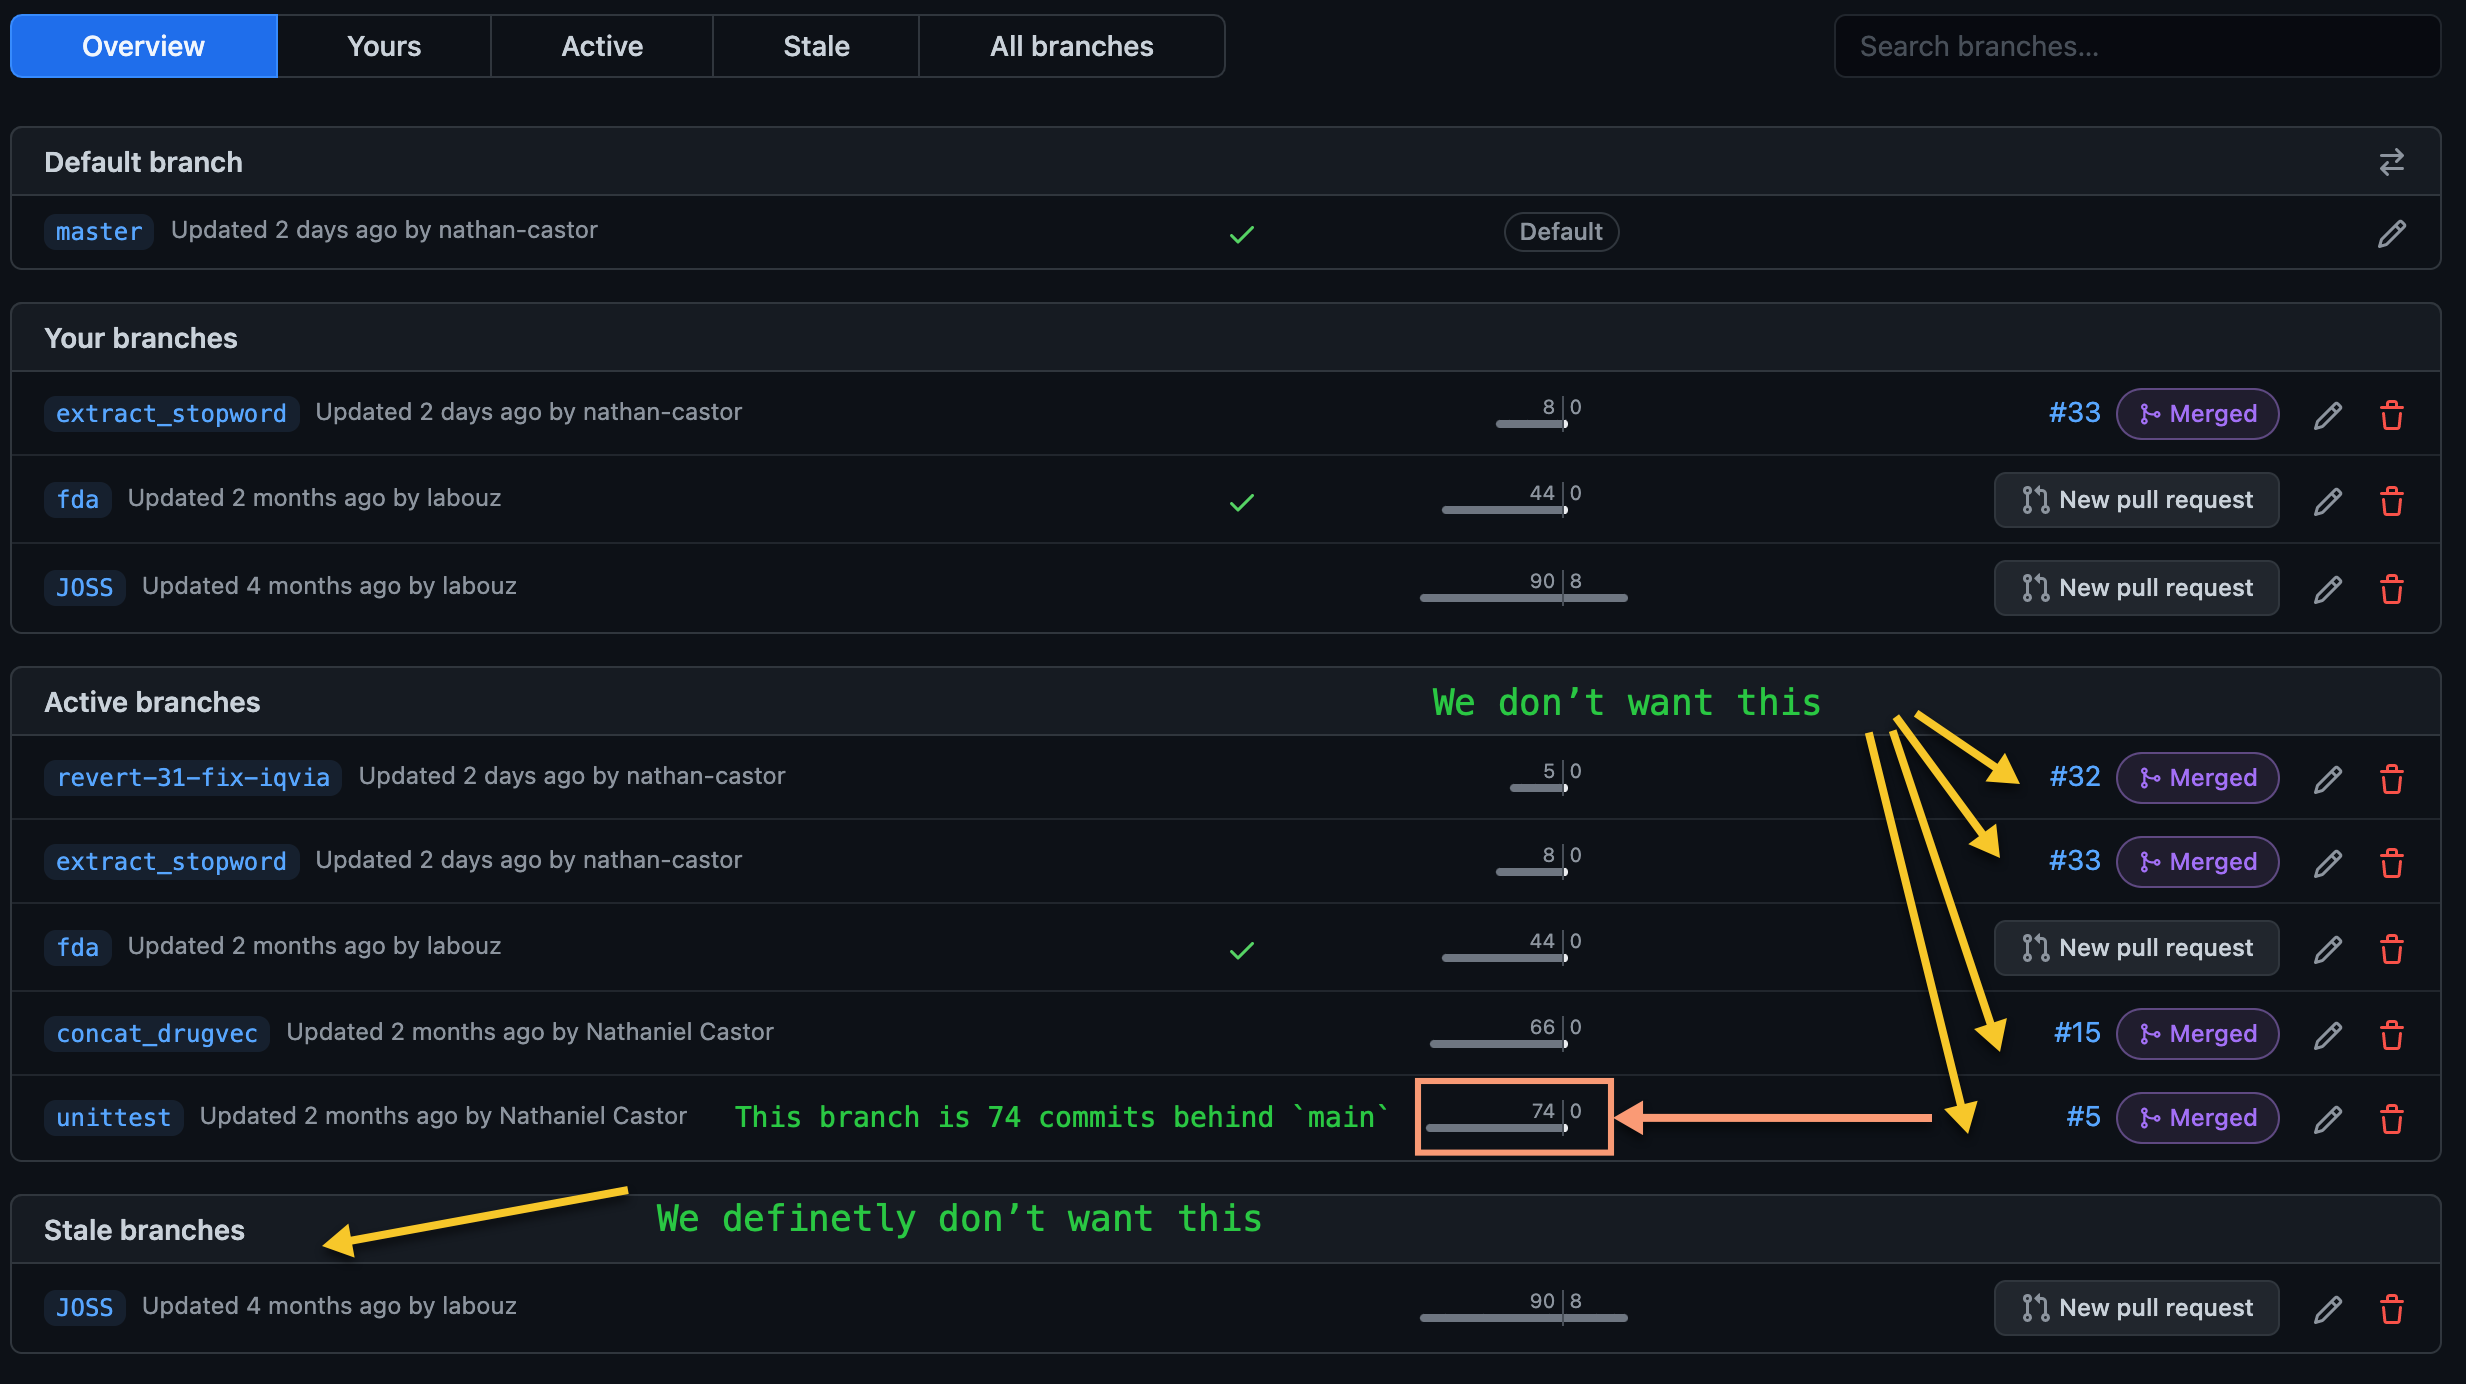 Overview Yours Active Stale All branches Search branches...
Default branch
master Updated 2 days ago by nathan-castor Default
Your branches
extract_stopword Updated 2 days ago by nathan-castor 8 0 #33 Merged
fda Updated 2 months ago by labouz 44 0 New pull request
JOSS Updated 4 months ago by labouz 90 8 New pull request
Active branches We don’t want this
revert-31-fix-iqvia Updated 2 days ago by nathan-castor 5 0 #32 Merged
extract_stopword Updated 2 days ago by nathan-castor 8 0 #33 Merged
fda Updated 2 months ago by labouz 44 0 New pull request
concat_drugvec Updated 2 months ago by Nathaniel Castor 66 0 #15 Merged
unittest Updated 2 months ago by Nathaniel Castor This branch is 74 commits behind `main` 74 0 #5 Merged
Stale branches We definetly don’t want this
JOSS Updated 4 months ago by labouz 90 8 New pull request